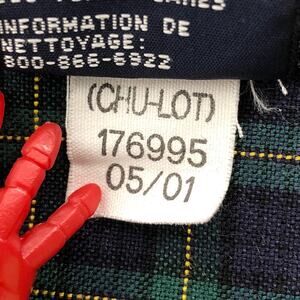 INFORMATION DE
NETTOYAGE:
800-866-6922
(CHU-LOT)
176995
05/01